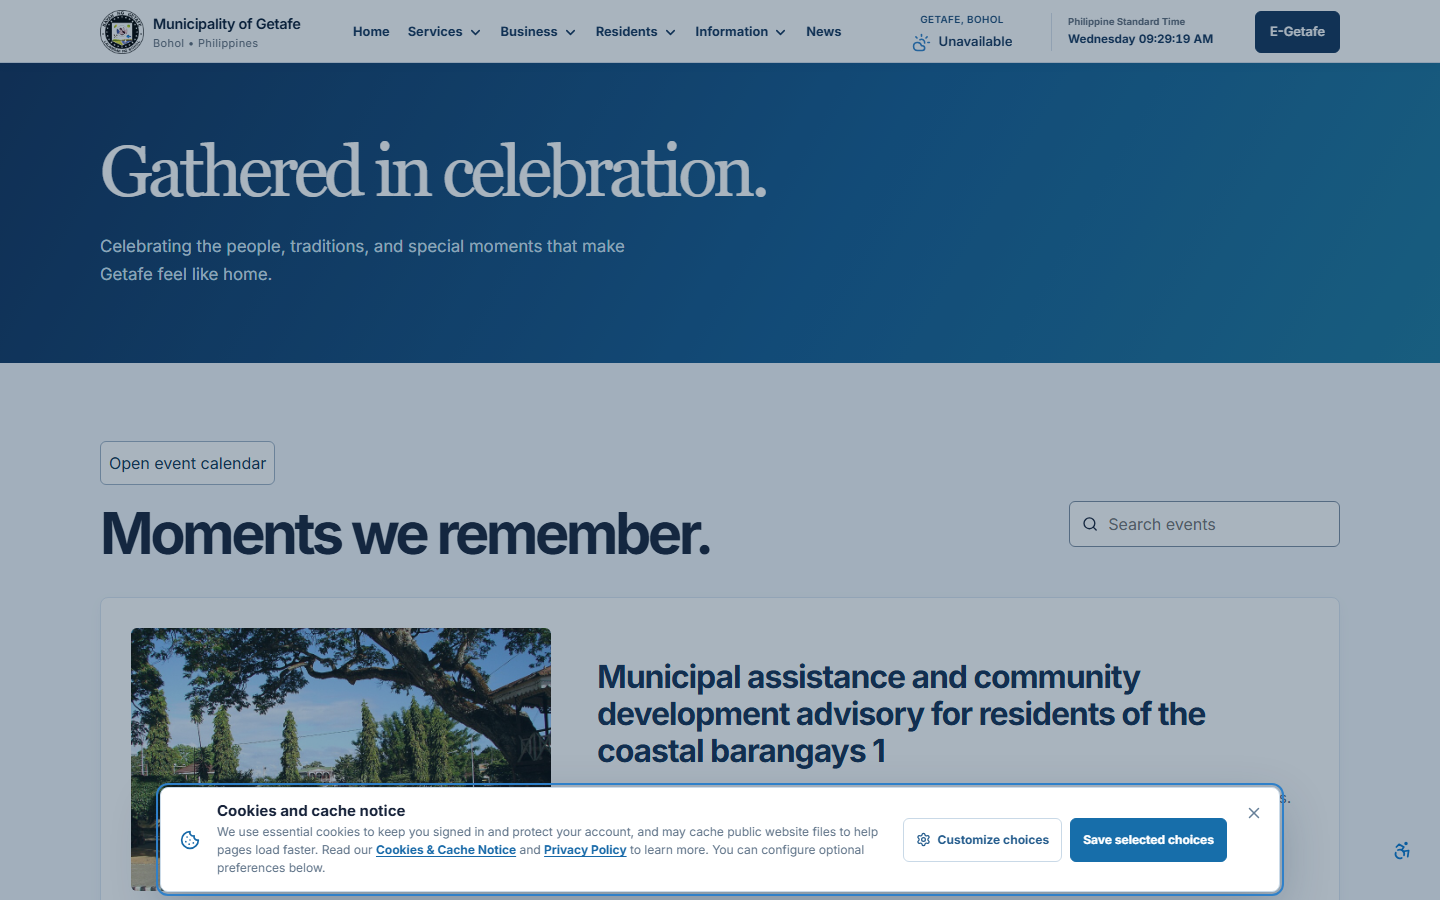 Municipality of Getafe
Bohol • Philippines
Home
Services
Business
Residents
Information
News
GETAFE, BOHOL
Unavailable
Philippine Standard Time
Wednesday 09:29:19 AM
E-Getafe
Gathered in celebration.
Celebrating the people, traditions, and special moments that make
Getafe feel like home.
Open event calendar
Moments we remember.
Search events
Municipal assistance and community
development advisory for residents of the
coastal barangays 1
s.
Cookies and cache notice
We use essential cookies to keep you signed in and protect your account, and may cache public website files to help
pages load faster. Read our Cookies & Cache Notice and Privacy Policy to learn more. You can configure optional
preferences below.
Customize choices
Save selected choices